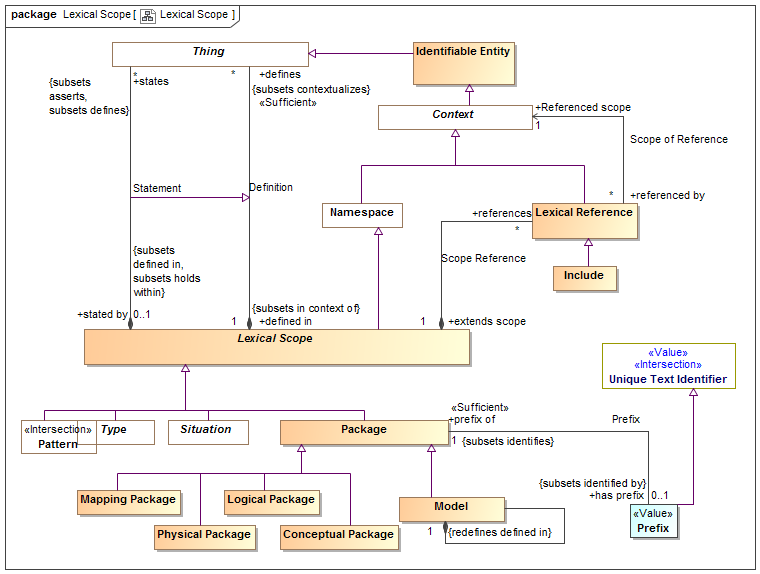 package Lexical Scope [ Lexical Scope ]
Thing
Identifiable Entity
*
+states
*
+defines
{subsets
asserts,
subsets defines}
{subsets contextualizes}
«Sufficient»
Context
+Referenced scope
1
Scope of Reference
Statement
Definition
*
+referenced by
Namespace
Lexical Reference
+references
*
Scope Reference
Include
{subsets
defined in,
subsets holds
within}
+stated by
0..1
{subsets in context of}
1
+defined in
1
+extends scope
Lexical Scope
«Value»
«Intersection»
Unique Text Identifier
«Intersection»
Pattern
Type
Situation
Package
«Sufficient»
+prefix of
1
{subsets identifies}
Prefix
Mapping Package
Logical Package
Physical Package
Conceptual Package
Model
1
{redefines defined in}
{subsets identified by}
+has prefix
0..1
«Value»
Prefix